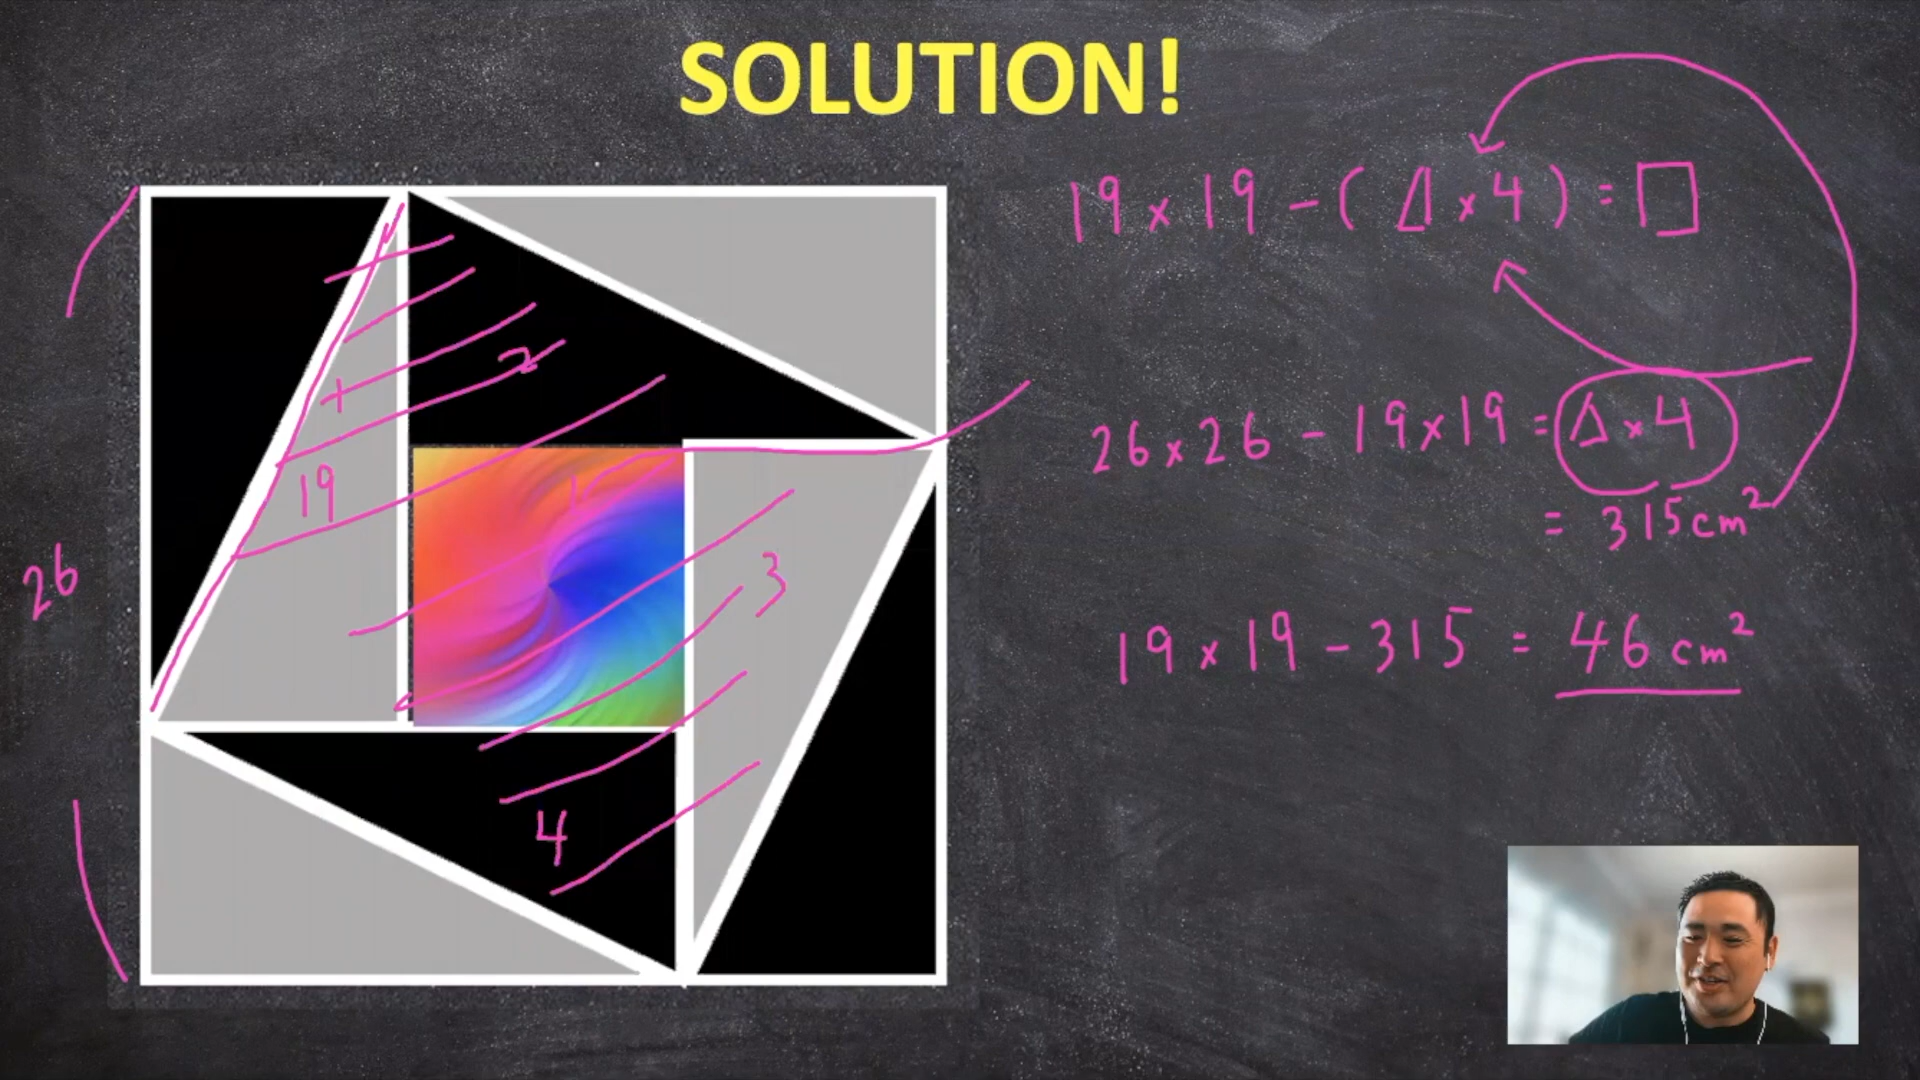 SOLUTION!
19 × 19 - ( △ × 4 ) = □
26 × 26 - 19 × 19 = △ × 4
= 315 cm²
19 × 19 - 315 = 46 cm²
1
2
19
3
26
4